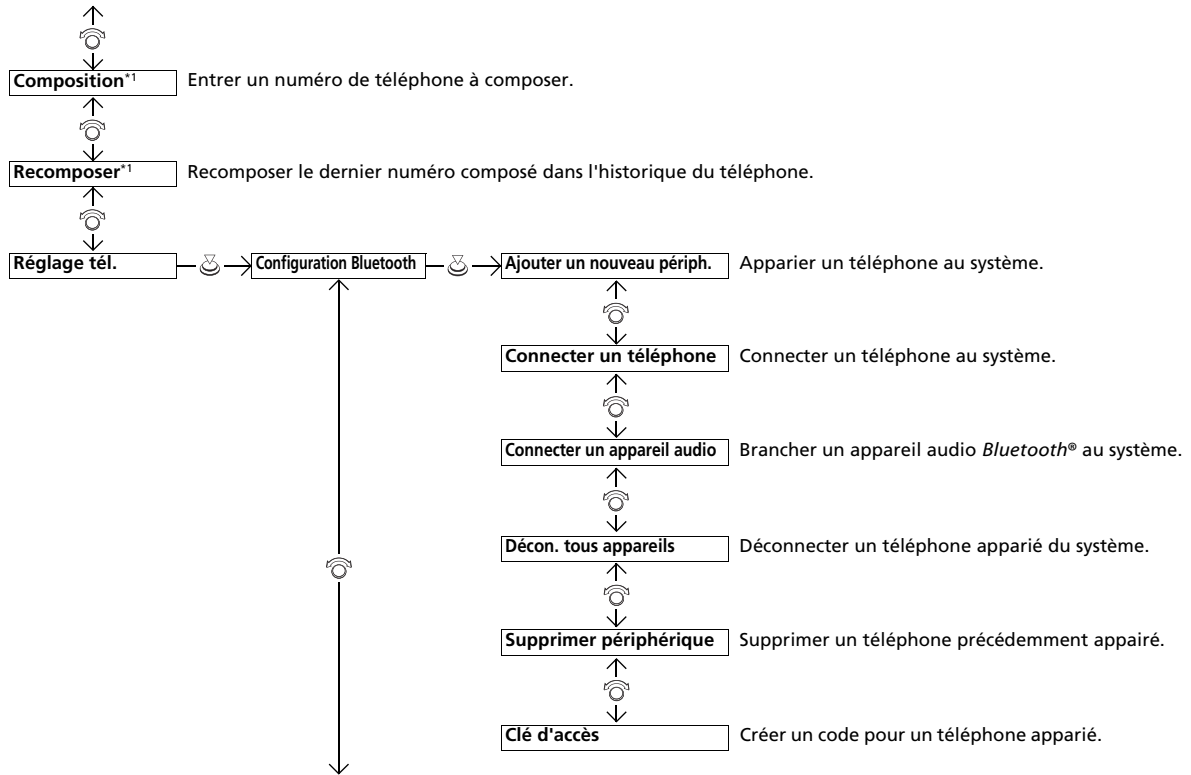 Composition*1 Entrer un numéro de téléphone à composer.
Recomposer*1 Recomposer le dernier numéro composé dans l'historique du téléphone.
Réglage tél. Configuration Bluetooth Ajouter un nouveau périph. Apparier un téléphone au système.
Connecter un téléphone Connecter un téléphone au système.
Connecter un appareil audio Brancher un appareil audio Bluetooth® au système.
Décon. tous appareils Déconnecter un téléphone apparié du système.
Supprimer périphérique Supprimer un téléphone précédemment appairé.
Clé d'accès Créer un code pour un téléphone apparié.